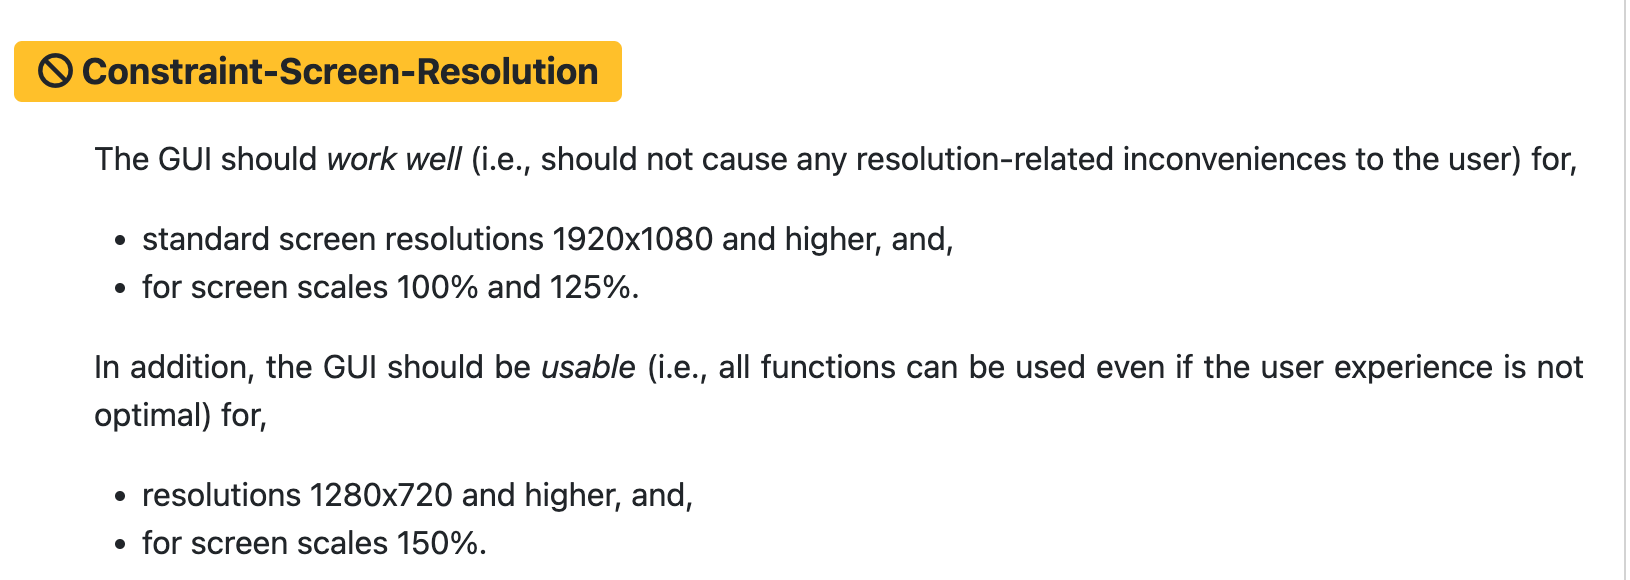 Constraint-Screen-Resolution
The GUI should work well (i.e., should not cause any resolution-related inconveniences to the user) for,
• standard screen resolutions 1920x1080 and higher, and,
• for screen scales 100% and 125%.
In addition, the GUI should be usable (i.e., all functions can be used even if the user experience is not
optimal) for,
• resolutions 1280x720 and higher, and,
• for screen scales 150%.